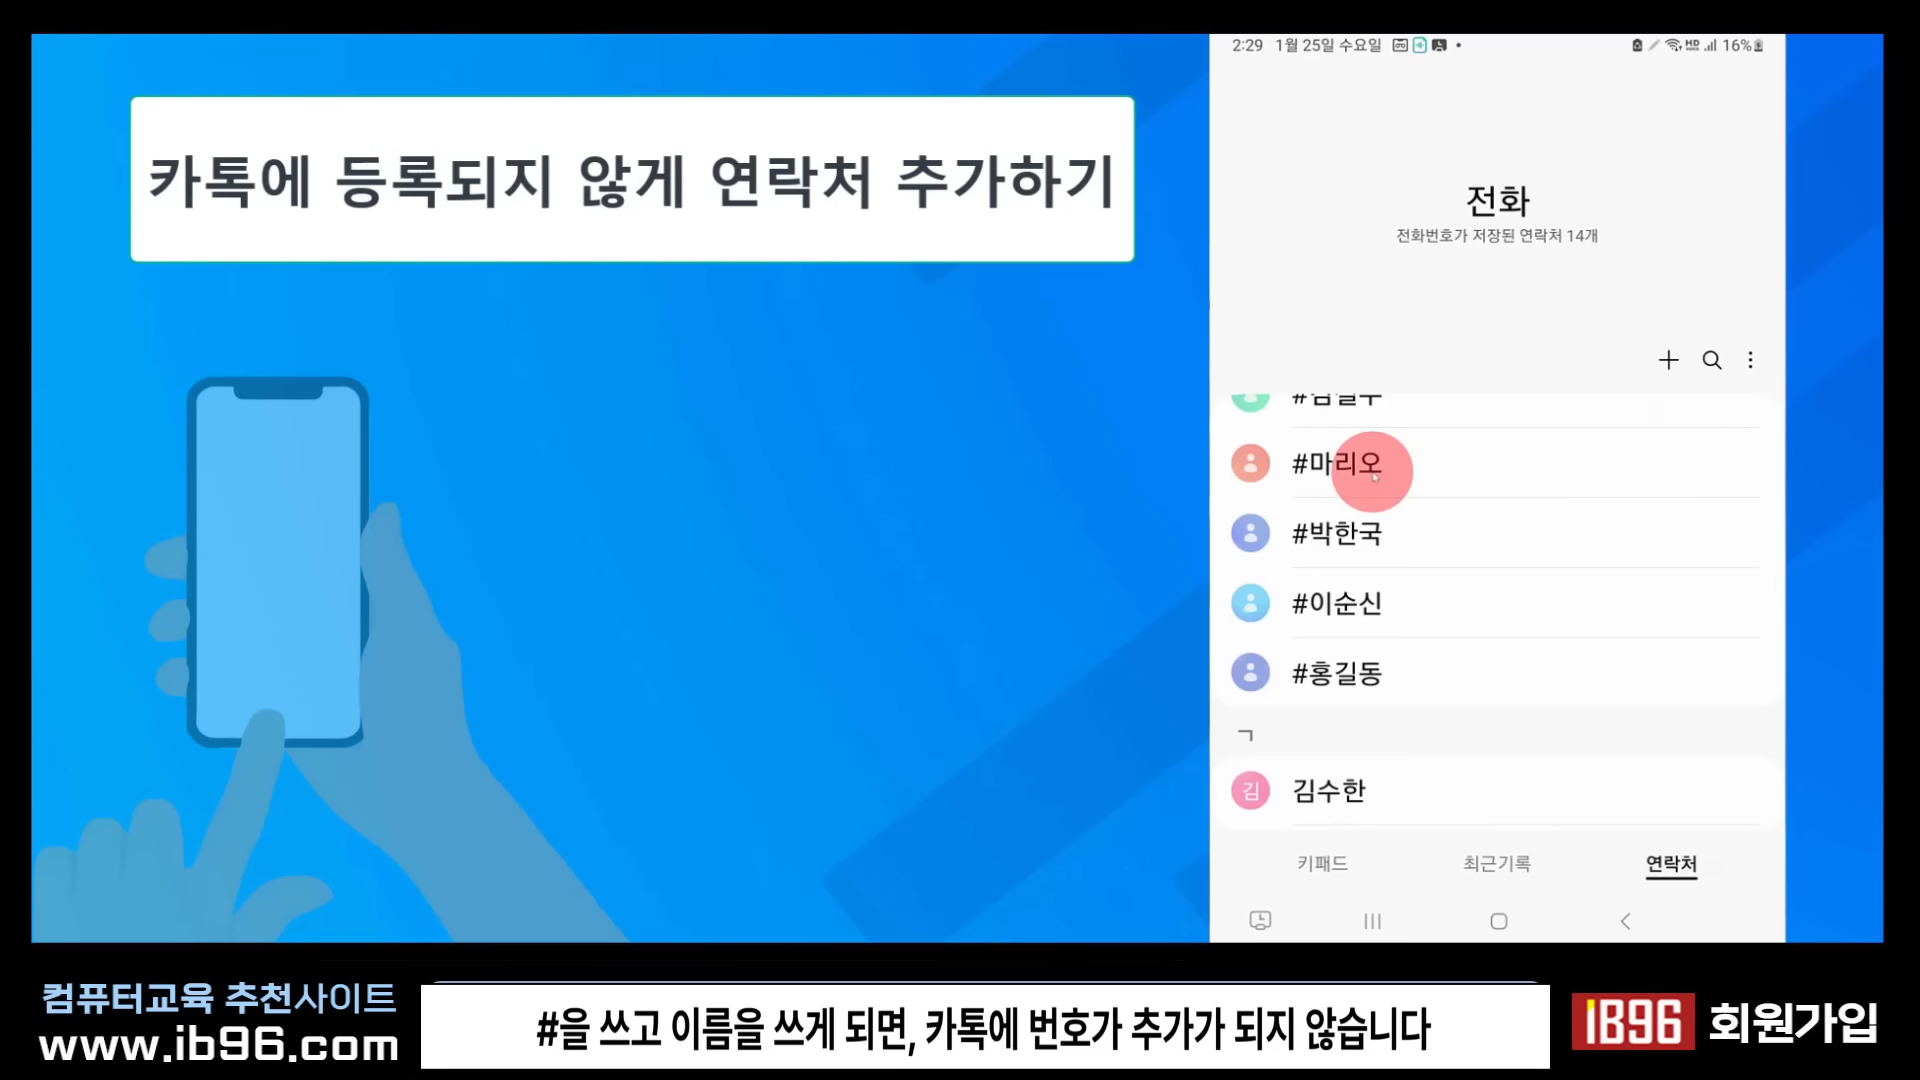 카톡에 등록되지 않게 연락처 추가하기
2:29 1월 25일 수요일
HD 16%
전화
전화번호가 저장된 연락처 14개
#마리오
#박한국
#이순신
#홍길동
ㄱ
김 김수한
키패드 최근기록 연락처
컴퓨터교육 추천사이트
www.ib96.com
#을 쓰고 이름을 쓰게 되면, 카톡에 번호가 추가가 되지 않습니다
iB96 회원가입